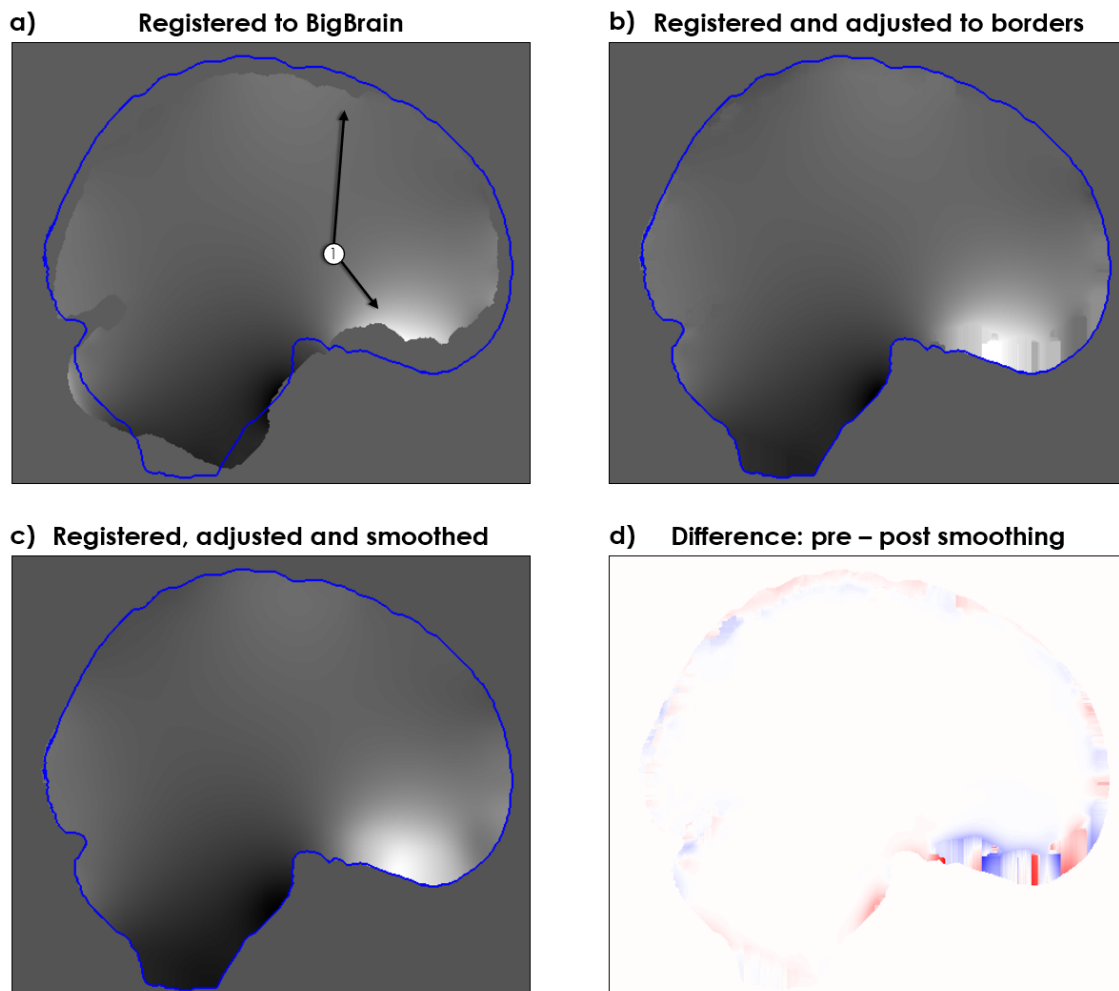 a) Registered to BigBrain
b) Registered and adjusted to borders
1
c) Registered, adjusted and smoothed
d) Difference: pre – post smoothing